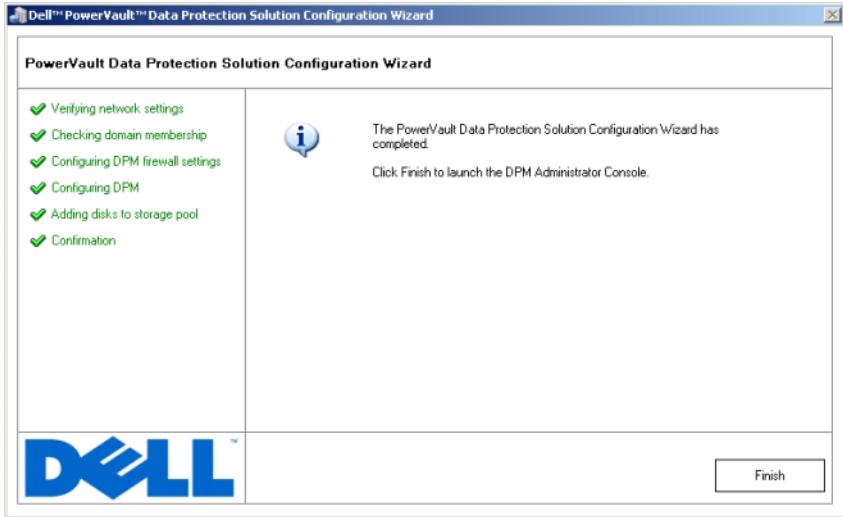 Dell™ PowerVault™ Data Protection Solution Configuration Wizard
PowerVault Data Protection Solution Configuration Wizard
Verifying network settings
Checking domain membership
Configuring DPM firewall settings
Configuring DPM
Adding disks to storage pool
Confirmation
The PowerVault Data Protection Solution Configuration Wizard has
completed.
Click Finish to launch the DPM Administrator Console.
DELL™
Finish